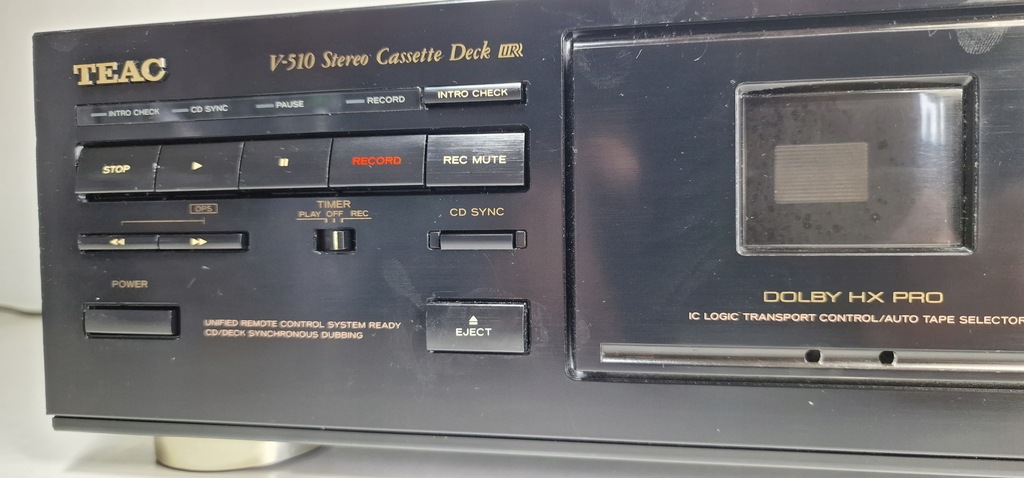 TEAC
V-510 Stereo Cassette Deck
INTRO CHECK CD SYNC PAUSE RECORD
INTRO CHECK
STOP
RECORD
REC MUTE
OPS
TIMER
PLAY OFF REC
CD SYNC
POWER
UNIFIED REMOTE CONTROL SYSTEM READY
CD/DECK SYNCHRONOUS DUBBING
EJECT
DOLBY HX PRO
IC LOGIC TRANSPORT CONTROL/AUTO TAPE SELECTOR